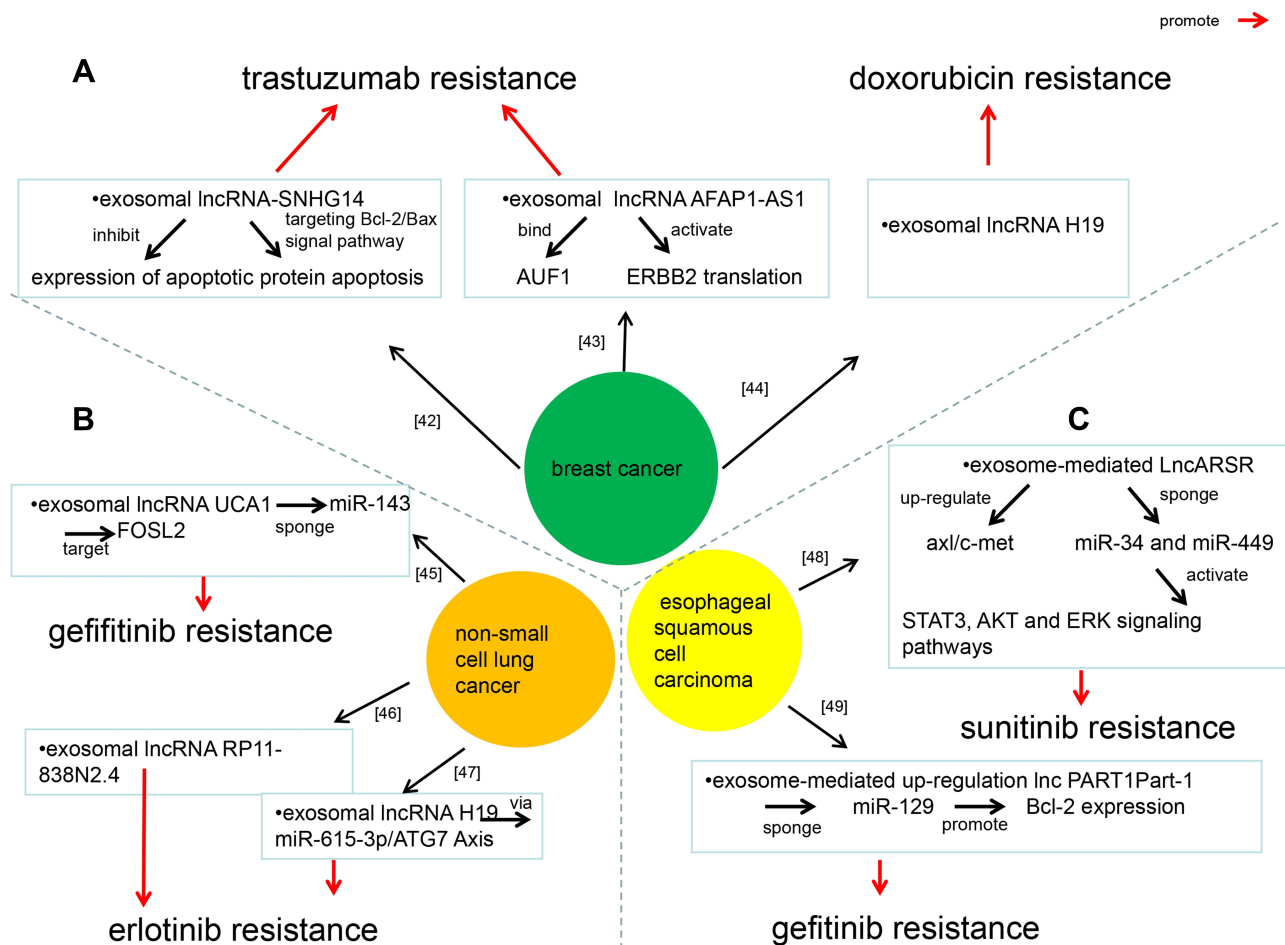 promote
A
trastuzumab resistance
doxorubicin resistance
•exosomal lncRNA-SNHG14
inhibit
targeting Bcl-2/Bax
signal pathway
expression of apoptotic protein apoptosis
•exosomal lncRNA AFAP1-AS1
bind
activate
AUF1
ERBB2 translation
•exosomal lncRNA H19
[42]
[43]
[44]
breast cancer
B
•exosomal lncRNA UCA1
sponge
miR-143
target
FOSL2
[45]
gefifitinib resistance
non-small
cell lung
cancer
[46]
•exosomal lncRNA RP11-
838N2.4
[47]
•exosomal lncRNA H19
via
miR-615-3p/ATG7 Axis
erlotinib resistance
C
esophageal
squamous
cell
carcinoma
[48]
•exosome-mediated LncARSR
up-regulate
sponge
axl/c-met
miR-34 and miR-449
activate
STAT3, AKT and ERK signaling
pathways
sunitinib resistance
[49]
•exosome-mediated up-regulation lnc PART1Part-1
sponge
miR-129
promote
Bcl-2 expression
gefitinib resistance